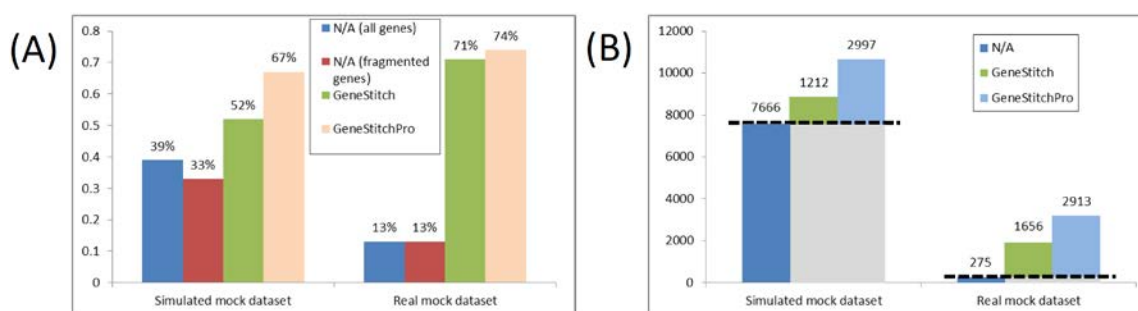 (A)
0.8
0.7
0.6
0.5
0.4
0.3
0.2
0.1
0
39%
33%
52%
67%
13%
13%
71%
74%
N/A (all genes)
N/A (fragmented
genes)
GeneStitch
GeneStitchPro
Simulated mock dataset
Real mock dataset
(B)
12000
10000
8000
6000
4000
2000
0
7666
1212
2997
275
1656
2913
N/A
GeneStitch
GeneStitchPro
Simulated mock dataset
Real mock dataset